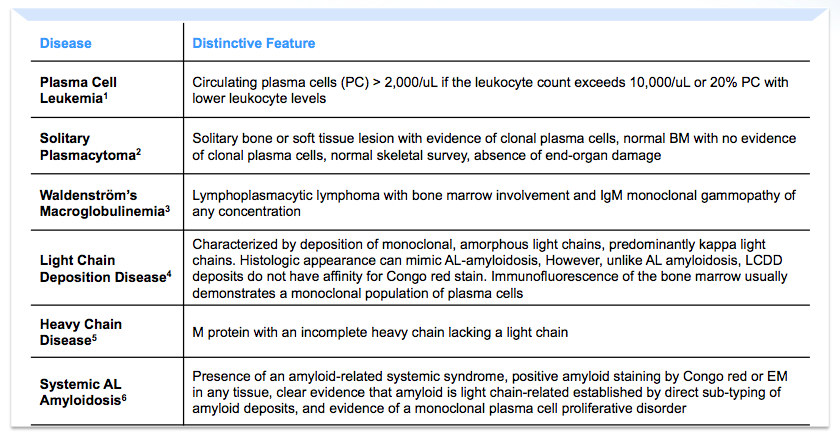 Disease Distinctive Feature
Plasma Cell
Leukemia1
Circulating plasma cells (PC) > 2,000/uL if the leukocyte count exceeds 10,000/uL or 20% PC with
lower leukocyte levels
Solitary
Plasmacytoma2
Solitary bone or soft tissue lesion with evidence of clonal plasma cells, normal BM with no evidence
of clonal plasma cells, normal skeletal survey, absence of end-organ damage
Waldenström's
Macroglobulinemia3
Lymphoplasmacytic lymphoma with bone marrow involvement and IgM monoclonal gammopathy of
any concentration
Light Chain
Deposition Disease4
Characterized by deposition of monoclonal, amorphous light chains, predominantly kappa light
chains. Histologic appearance can mimic AL-amyloidosis, However, unlike AL amyloidosis, LCDD
deposits do not have affinity for Congo red stain. Immunofluorescence of the bone marrow usually
demonstrates a monoclonal population of plasma cells
Heavy Chain
Disease5
M protein with an incomplete heavy chain lacking a light chain
Systemic AL
Amyloidosis6
Presence of an amyloid-related systemic syndrome, positive amyloid staining by Congo red or EM
in any tissue, clear evidence that amyloid is light chain-related established by direct sub-typing of
amyloid deposits, and evidence of a monoclonal plasma cell proliferative disorder